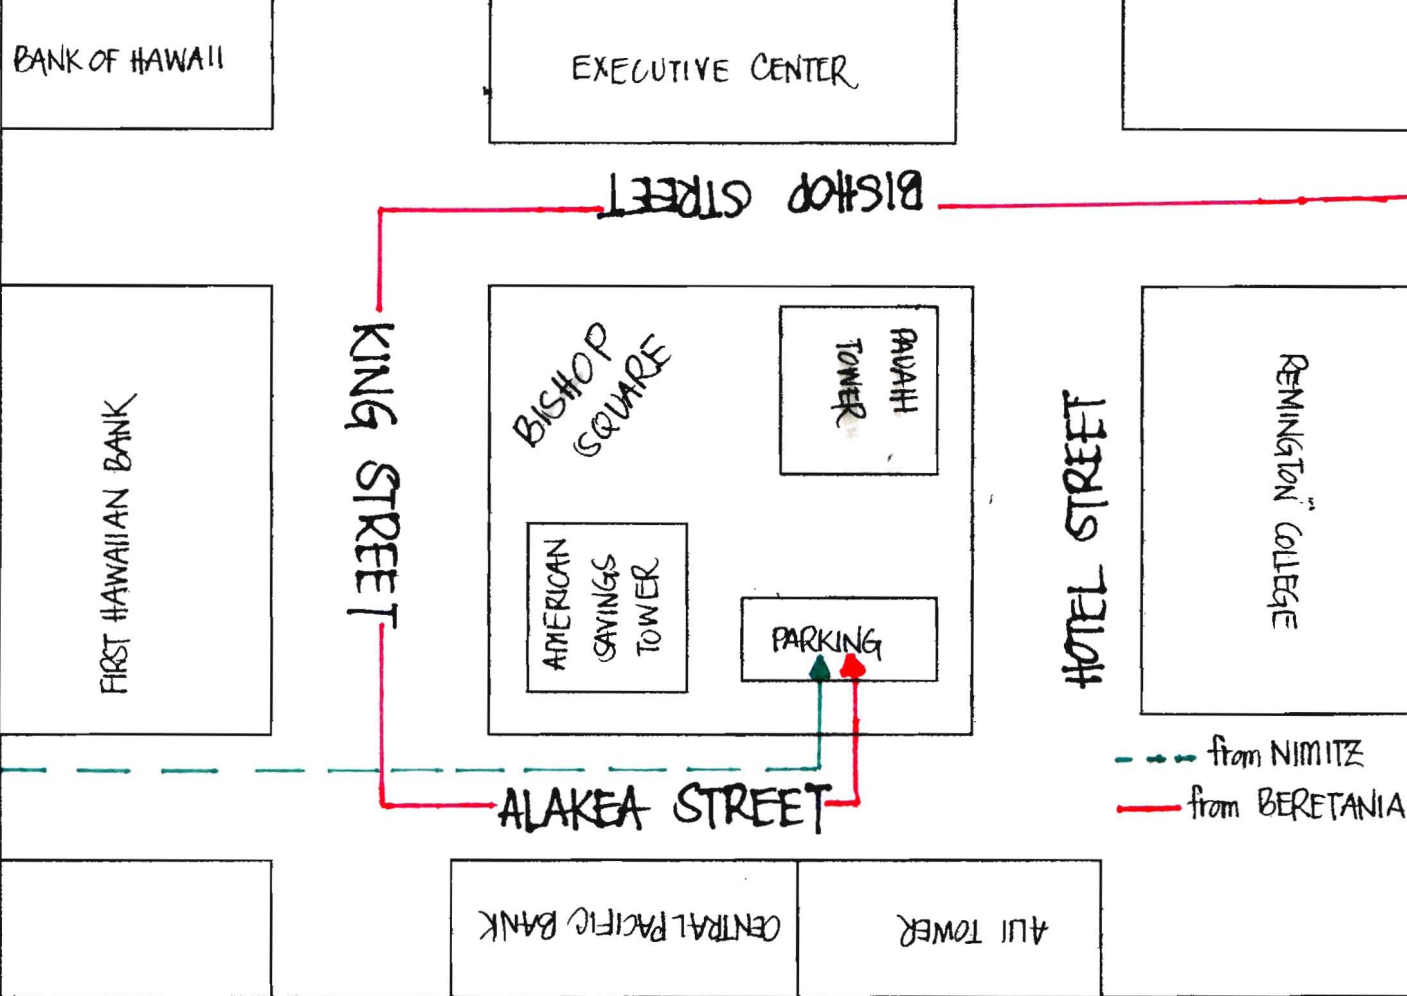 BANK OF HAWAII
EXECUTIVE CENTER
BISHOP STREET
KING STREET
BISHOP
SQUARE
PAUAHI
TOWER
HOTEL STREET
REMINGTON COLLEGE
FIRST HAWAIIAN BANK
AMERICAN
SAVINGS
TOWER
PARKING
from NIMITZ
ALAKEA STREET
from BERETANIA
CENTRAL PACIFIC BANK
ALII TOWER